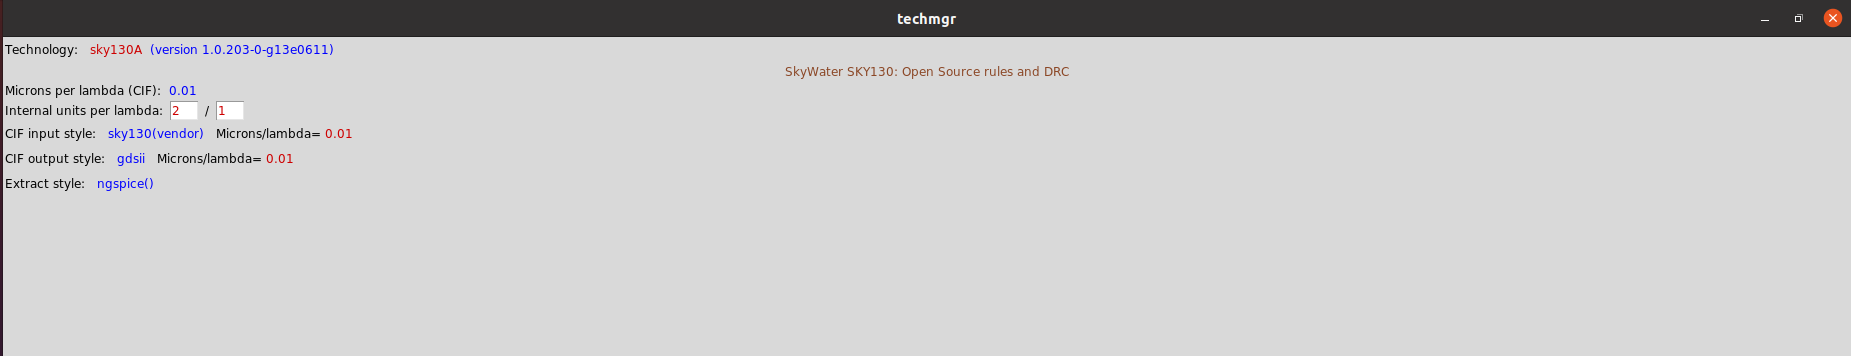 techmgr
Technology: sky130A (version 1.0.203-0-g13e0611)
SkyWater SKY130: Open Source rules and DRC
Microns per lambda (CIF): 0.01
Internal units per lambda: 2 / 1
CIF input style: sky130(vendor) Microns/lambda= 0.01
CIF output style: gdsii Microns/lambda= 0.01
Extract style: ngspice()